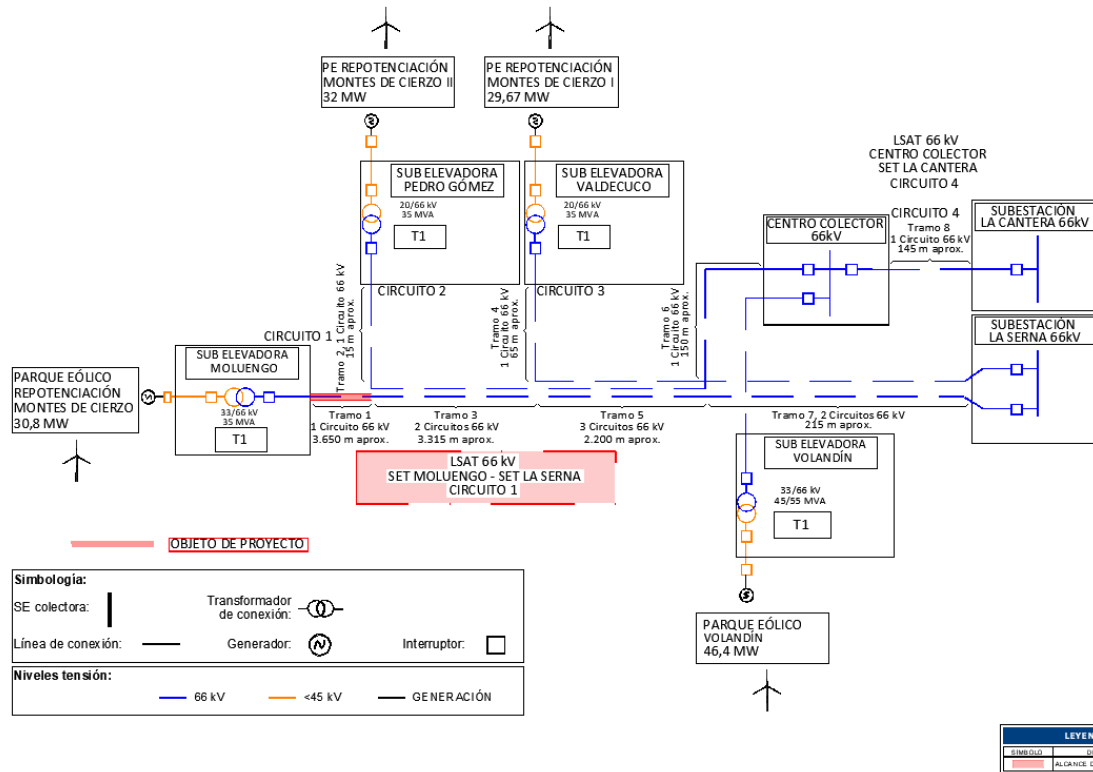 PE REPOTENCIACIÓN
MONTES DE CIERZO II
32 MW
PE REPOTENCIACIÓN
MONTES DE CIERZO I
29,67 MW
SUB ELEVADORA
PEDRO GÓMEZ
20/66 kV
35 MVA
T1
SUB ELEVADORA
VALDECUCO
20/66 kV
35 MVA
T1
LSAT 66 kV
CENTRO COLECTOR
SET LA CANTERA
CIRCUITO 4
CIRCUITO 4
Tramo 8
1 Circuito 66 kV
145 m aprox.
CENTRO COLECTOR
66kV
SUBESTACIÓN
LA CANTERA 66kV
SUBESTACIÓN
LA SERNA 66kV
CIRCUITO 2
CIRCUITO 3
CIRCUITO 1
Tramo 2, 1 Circuito 66 kV
15 m aprox.
Tramo 4
1 Circuito 66 kV
65 m aprox.
Tramo 6
1 Circuito 66 kV
150 m aprox.
SUB ELEVADORA
MOLUENGO
33/66 kV
35 MVA
T1
PARQUE EÓLICO
REPOTENCIACIÓN
MONTES DE CIERZO
30,8 MW
Tramo 1
1 Circuito 66 kV
3.650 m aprox.
Tramo 3
2 Circuitos 66 kV
3.315 m aprox.
Tramo 5
3 Circuitos 66 kV
2.200 m aprox.
Tramo 7, 2 Circuitos 66 kV
215 m aprox.
LSAT 66 kV
SET MOLUENGO - SET LA SERNA
CIRCUITO 1
SUB ELEVADORA
VOLANDÍN
33/66 kV
45/55 MVA
T1
PARQUE EÓLICO
VOLANDÍN
46,4 MW
OBJETO DE PROYECTO
Simbología:
SE colectora:
Transformador
de conexión:
Línea de conexión:
Generador:
Interruptor:
Niveles tensión:
66 kV
<45 kV
GENERACIÓN
LEYEN
SÍMBOLO
ALCANCE D